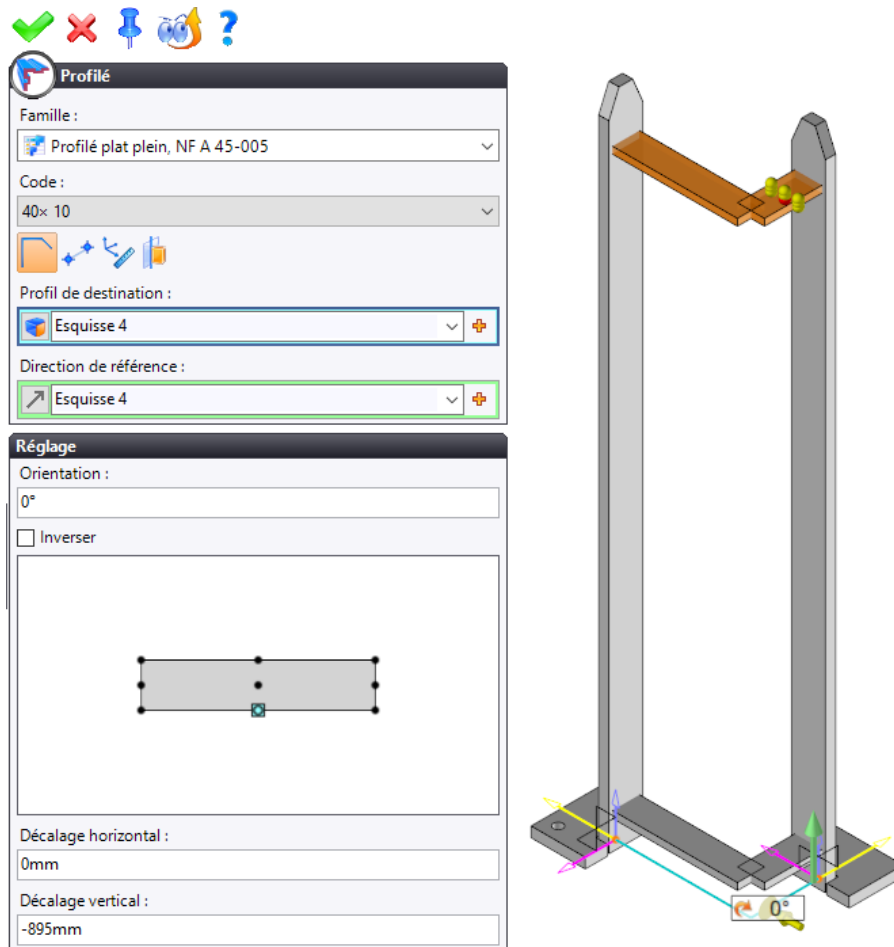 ?
Profilé
Famille :
Profilé plat plein, NF A 45-005
Code :
40× 10
Profil de destination :
Esquisse 4
Direction de référence :
Esquisse 4
Réglage
Orientation :
0°
Inverser
Décalage horizontal :
0mm
Décalage vertical :
-895mm
0°